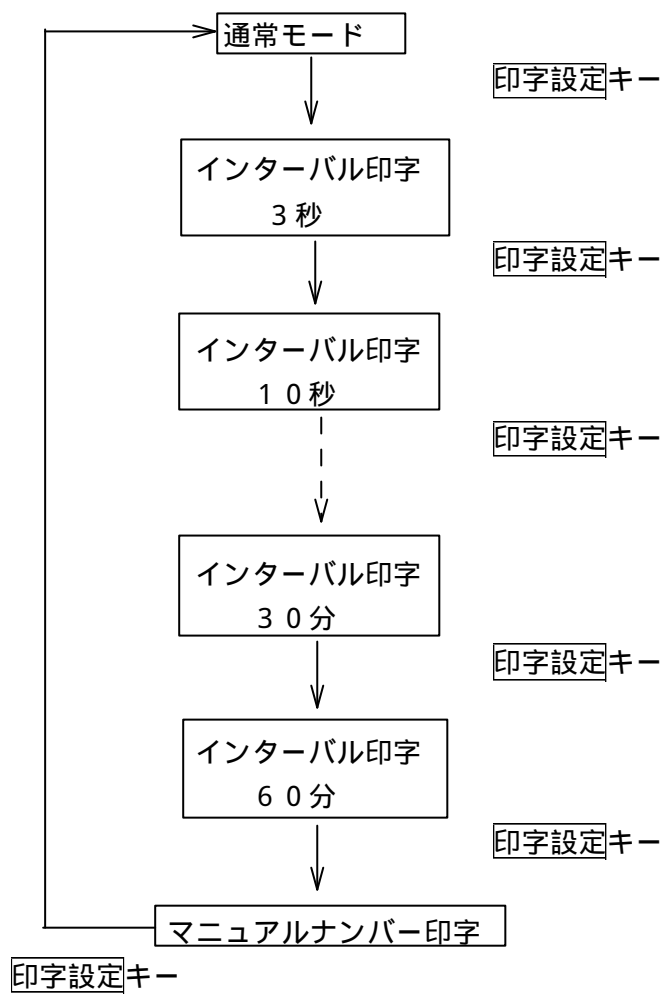 通常モード
印字設定キー
インターバル印字
3秒
印字設定キー
インターバル印字
10秒
印字設定キー
インターバル印字
30分
印字設定キー
インターバル印字
60分
印字設定キー
マニュアルナンバー印字
印字設定キー